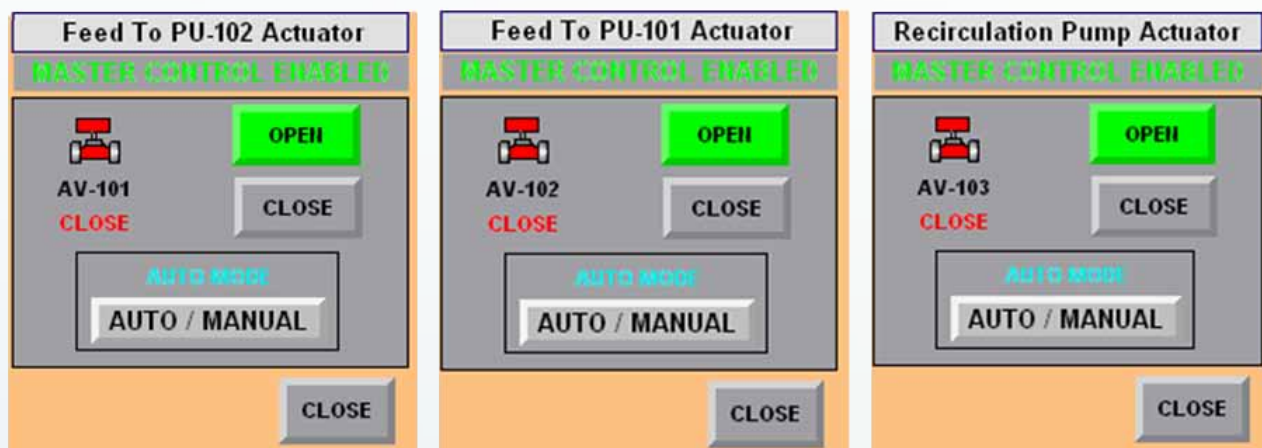 Feed To PU-102 Actuator
MASTER CONTROL ENABLED
OPEN
AV-101
CLOSE
CLOSE
AUTO MODE
AUTO / MANUAL
CLOSE
Feed To PU-101 Actuator
MASTER CONTROL ENABLED
OPEN
AV-102
CLOSE
CLOSE
AUTO MODE
AUTO / MANUAL
CLOSE
Recirculation Pump Actuator
MASTER CONTROL ENABLED
OPEN
AV-103
CLOSE
CLOSE
AUTO MODE
AUTO / MANUAL
CLOSE